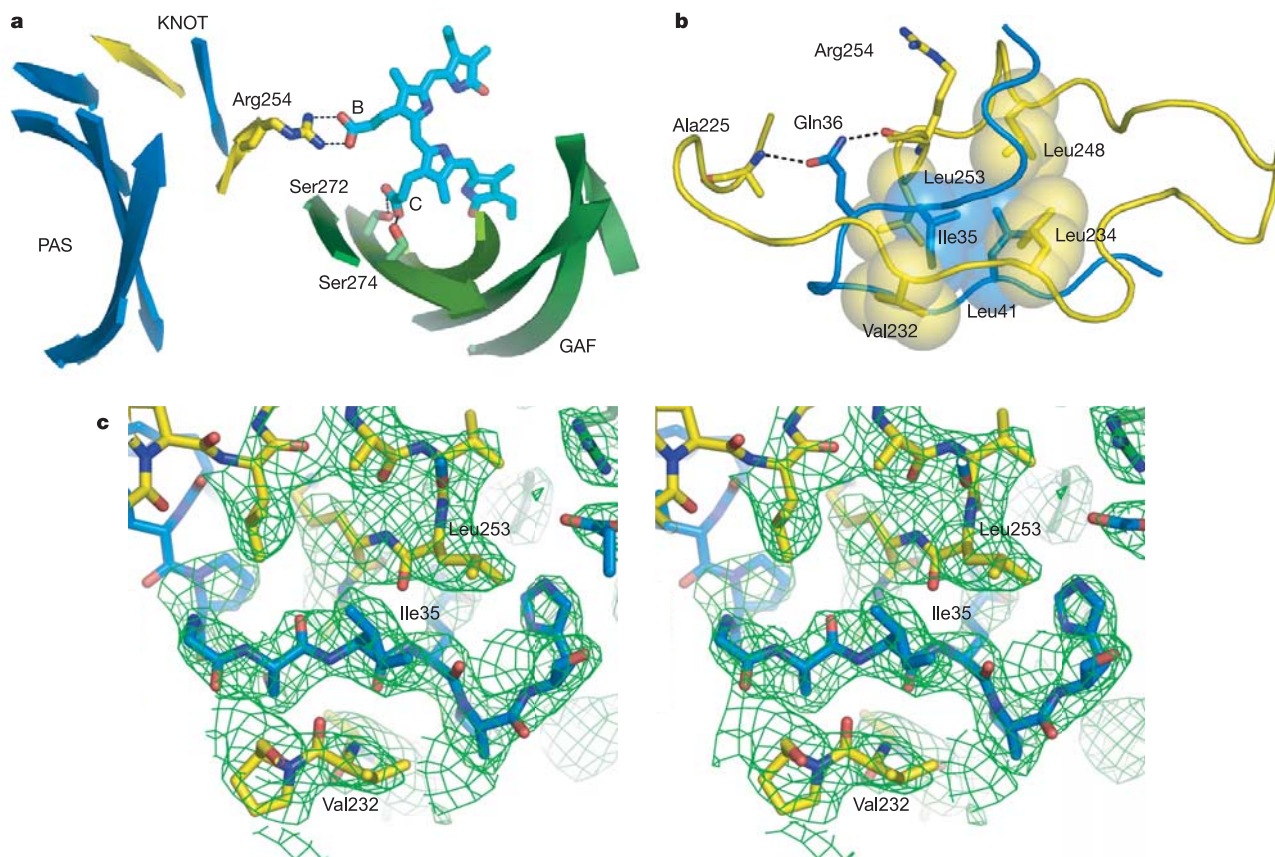 a
KNOT
Arg254
B
Ser272
C
PAS
Ser274
GAF
b
Arg254
Ala225
Gln36
Leu248
Leu253
Ile35
Leu234
Leu41
Val232
c
Leu253
Ile35
Val232
Leu253
Ile35
Val232